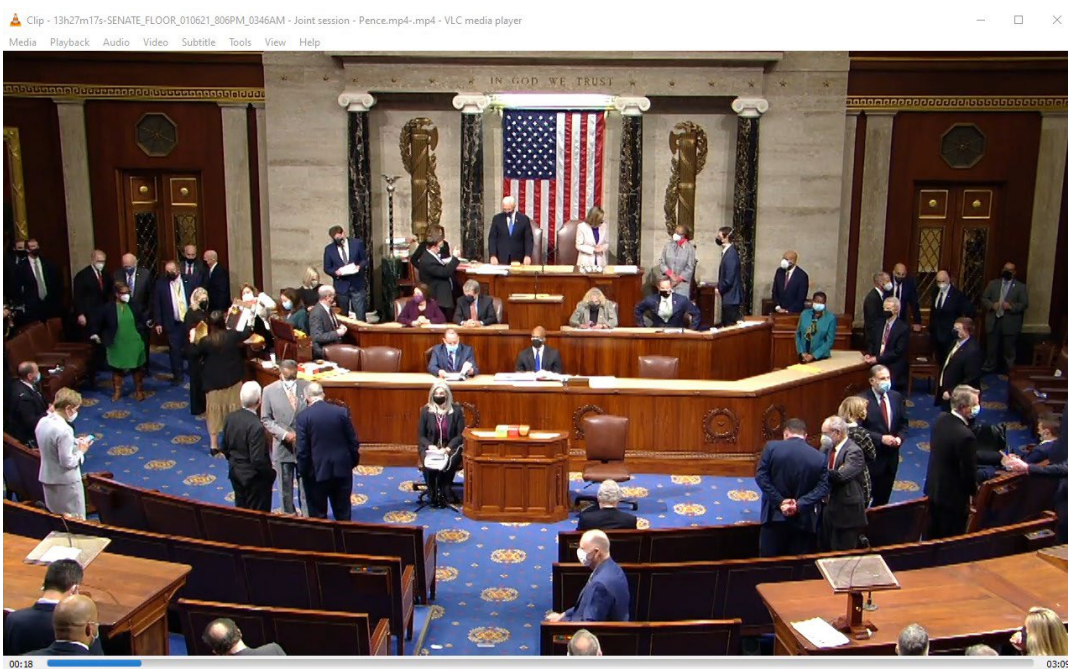 Clip - 13h27m17s-SENATE_FLOOR_010621_806PM_0346AM - Joint session - Pence.mp4-.mp4 - VLC media player
Media Playback Audio Video Subtitle Tools View Help
IN GOD WE TRUST
00:18 03:09